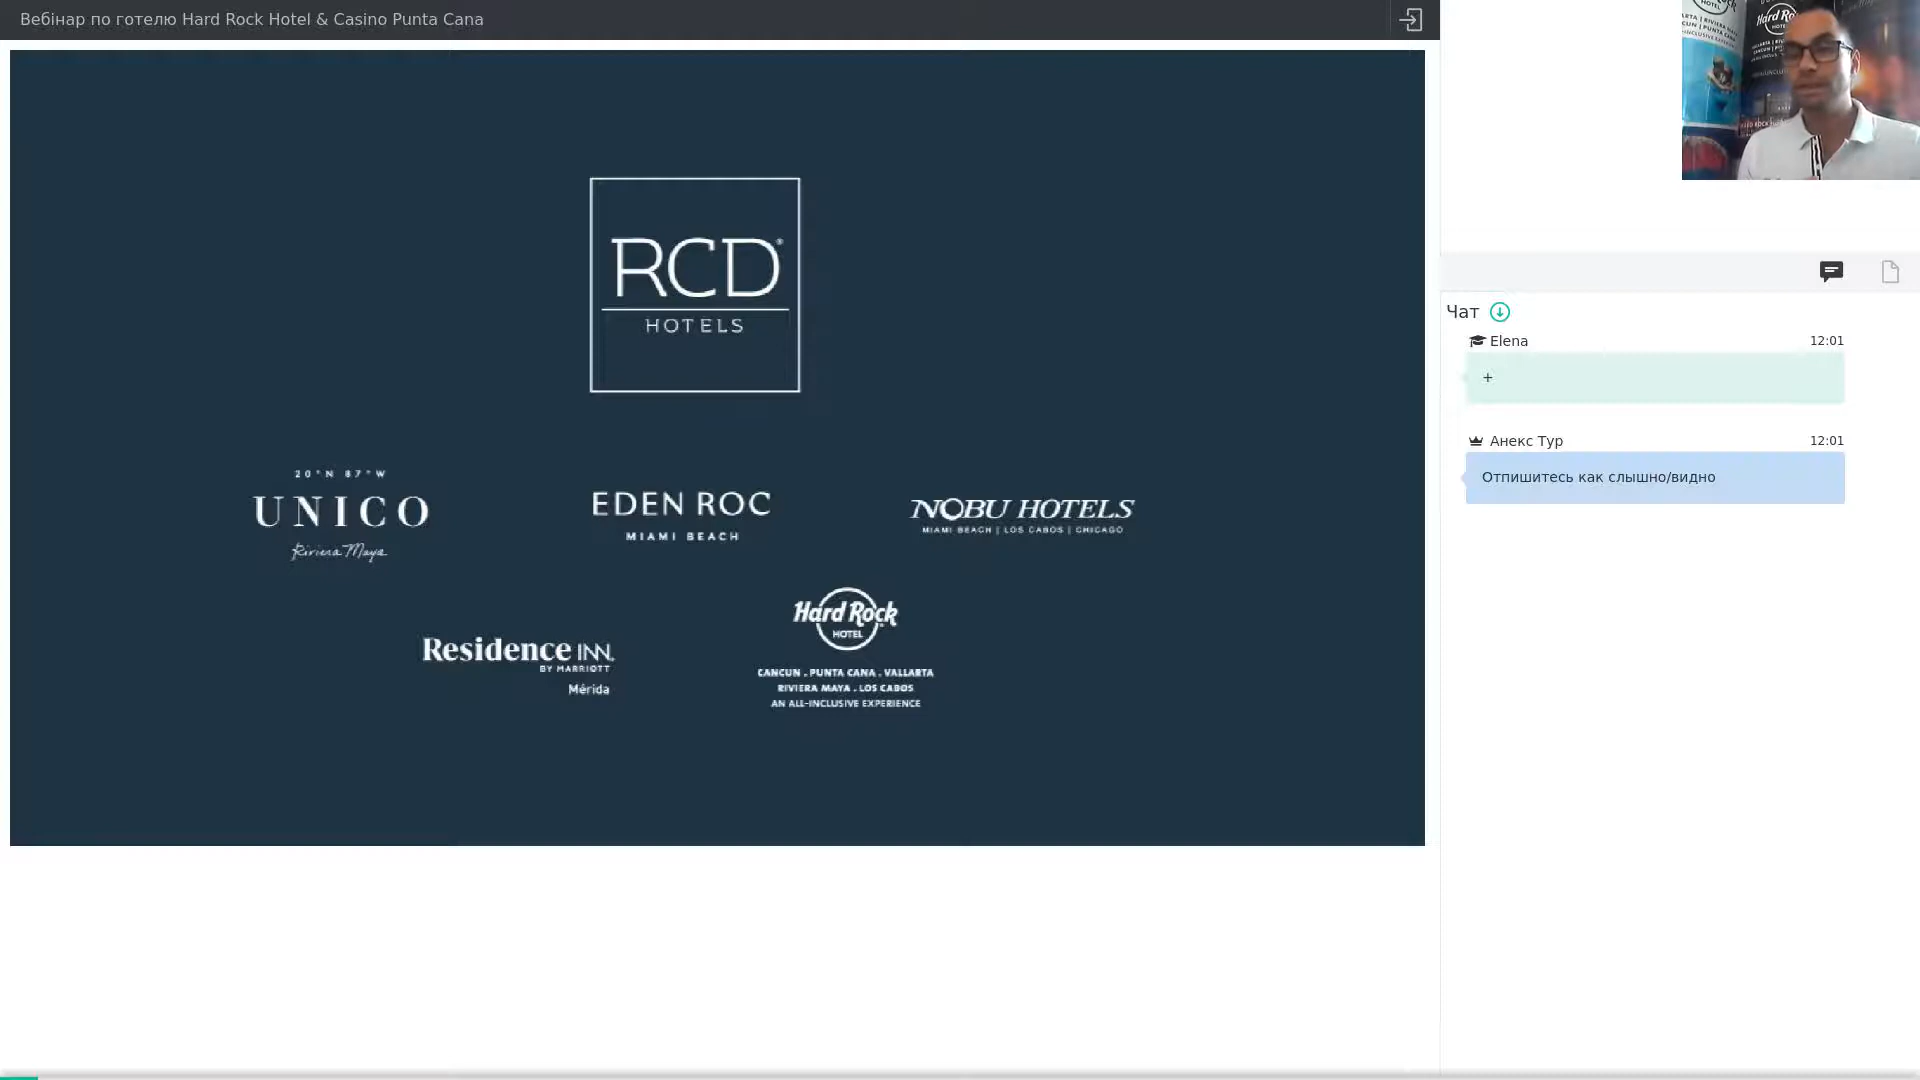 Вебінар по готелю Hard Rock Hotel & Casino Punta Cana
RCD®
HOTELS
20°N 87°W
UNICO
Riviera Maya
EDEN ROC
MIAMI BEACH
NOBU HOTELS
MIAMI BEACH | LOS CABOS | CHICAGO
Residence INN.
BY MARRIOTT
Mérida
Hard Rock
HOTEL
CANCUN . PUNTA CANA . VALLARTA
RIVIERA MAYA . LOS CABOS
AN ALL-INCLUSIVE EXPERIENCE
Чат
Elena 12:01
+
Анекс Тур 12:01
Отпишитесь как слышно/видно